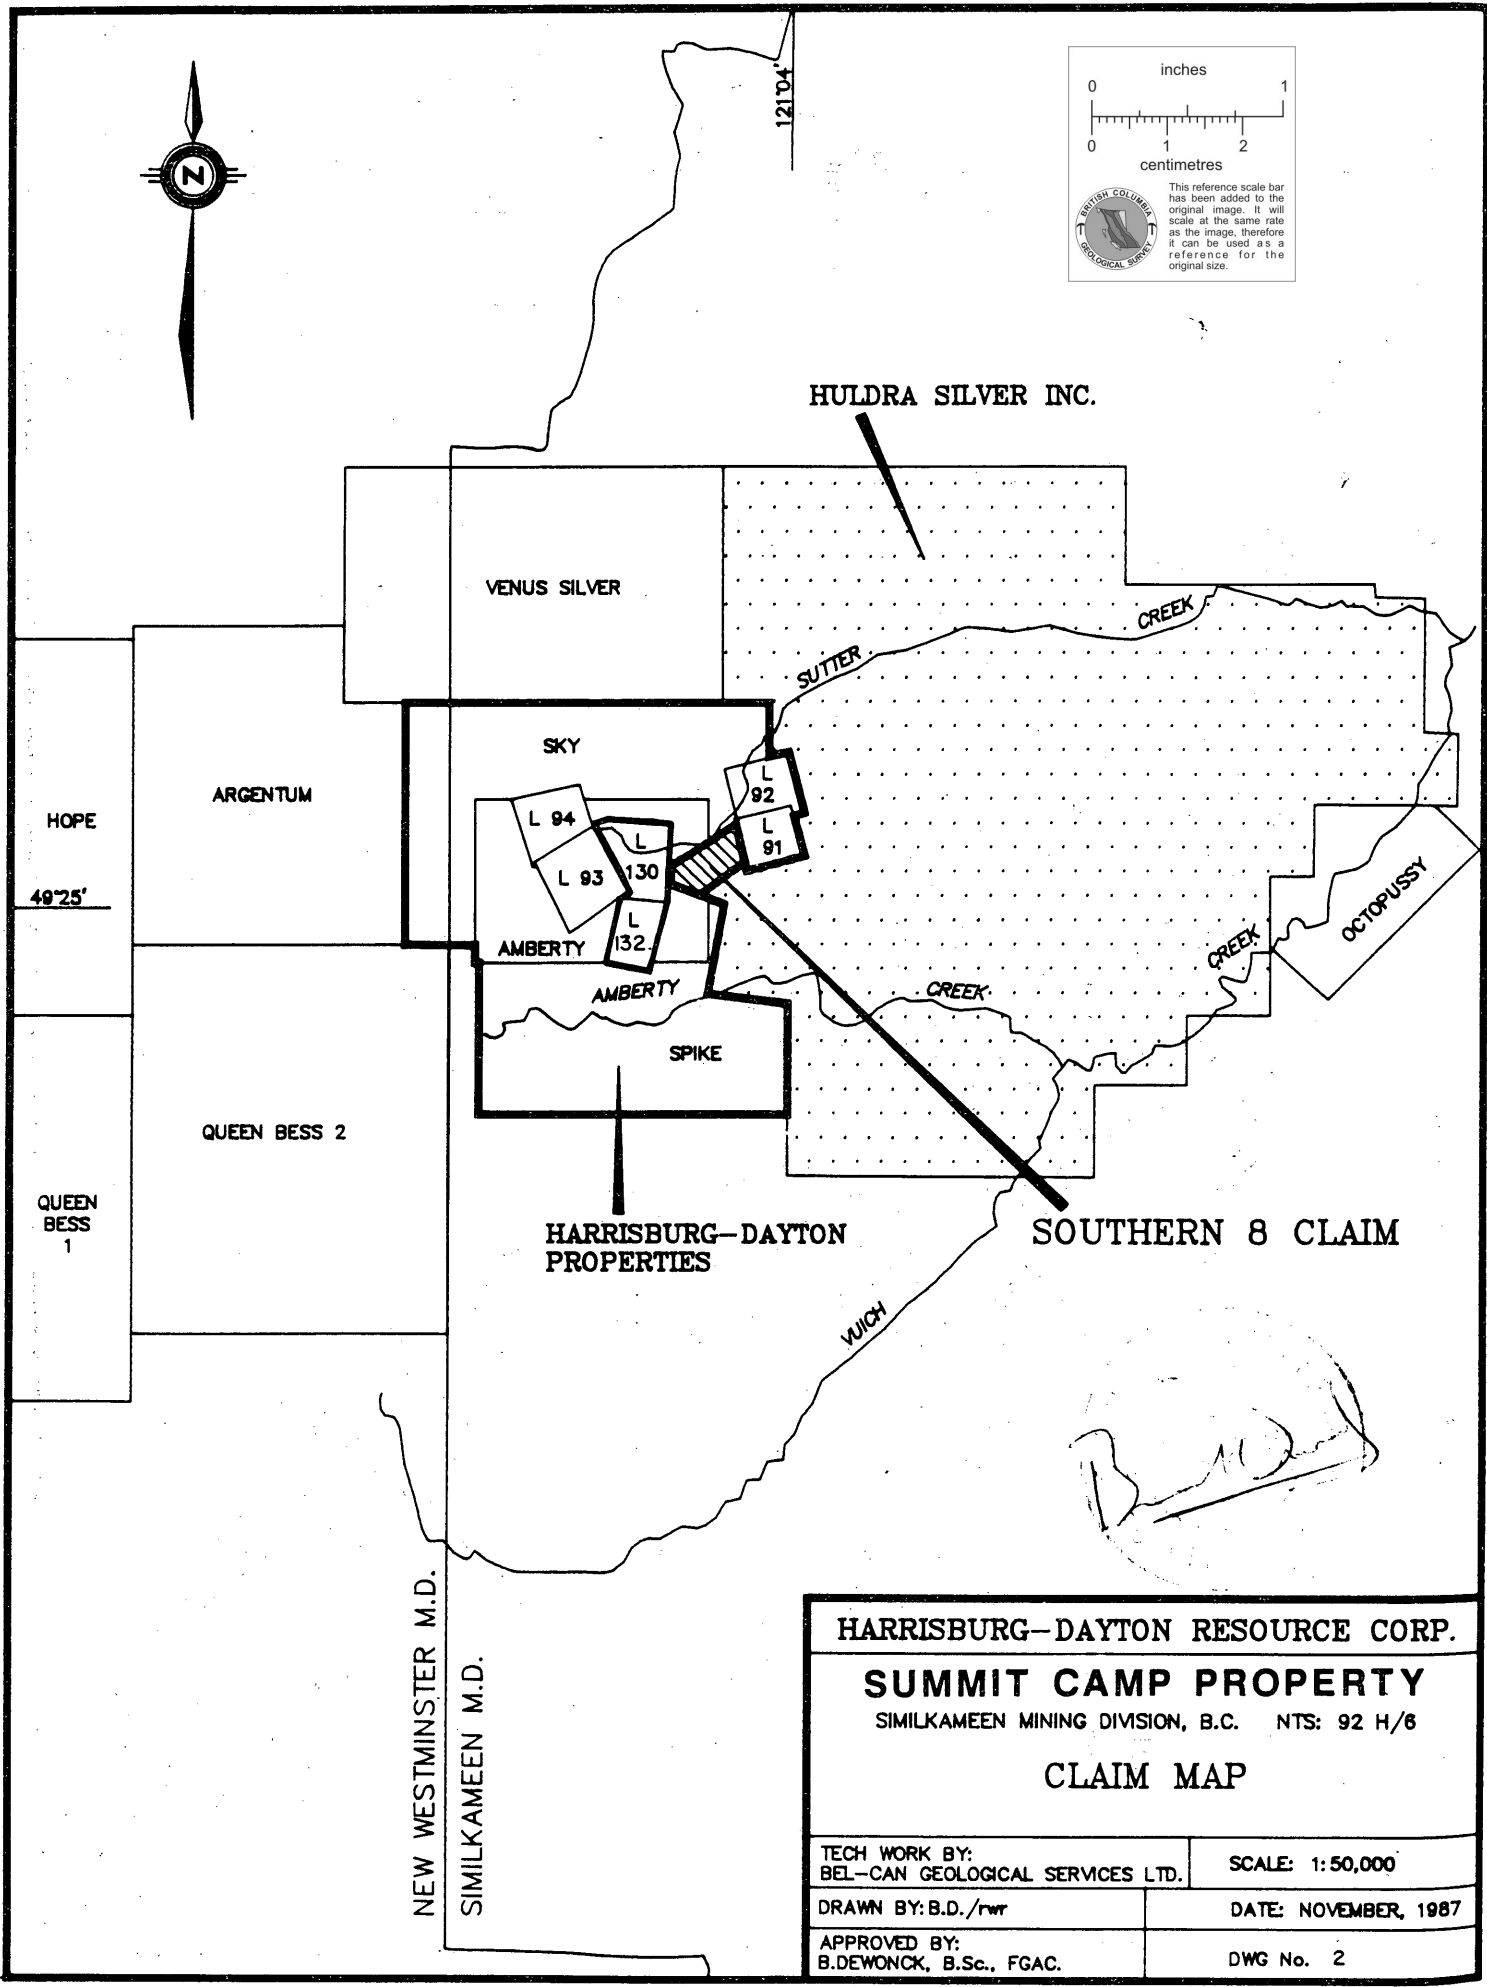 121°04'
inches
0 1
0 1 2
centimetres
BRITISH COLUMBIA
GEOLOGICAL SURVEY
This reference scale bar
has been added to the
original image. It will
scale at the same rate
as the image, therefore
it can be used as a
reference for the
original size.
N
HULDRA SILVER INC.
VENUS SILVER
CREEK
SUTTER
SKY
ARGENTUM
HOPE
L
92
L 94
L
91
L
130
L 93
49°25'
L
132
AMBERTY
OCTOPUSSY
CREEK
AMBERTY
CREEK
SPIKE
QUEEN BESS 2
QUEEN
BESS
1
HARRISBURG-DAYTON
PROPERTIES
SOUTHERN 8 CLAIM
VUICH
NEW WESTMINSTER M.D.
SIMILKAMEEN M.D.
HARRISBURG-DAYTON RESOURCE CORP.
SUMMIT CAMP PROPERTY
SIMILKAMEEN MINING DIVISION, B.C. NTS: 92 H/6
CLAIM MAP
TECH WORK BY:
BEL-CAN GEOLOGICAL SERVICES LTD.
SCALE: 1:50,000
DRAWN BY: B.D./rwr
DATE: NOVEMBER, 1987
APPROVED BY:
B.DEWONCK, B.Sc., FGAC.
DWG No. 2